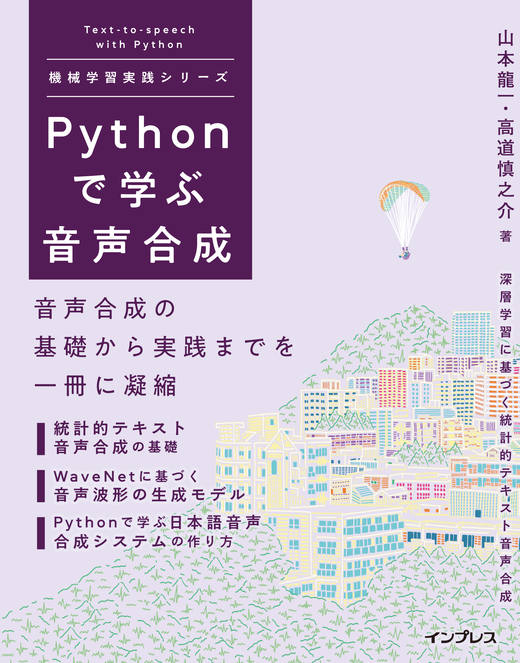 Text-to-speech
with Python
機械学習実践シリーズ
Python
で学ぶ
音声合成
山本龍一・高道慎之介 著
音声合成の
基礎から実践までを
一冊に凝縮
統計的テキスト
音声合成の基礎
WaveNetに基づく
音声波形の生成モデル
Pythonで学ぶ日本語音声
合成システムの作り方
深層学習に基づく統計的テキスト音声合成
インプレス